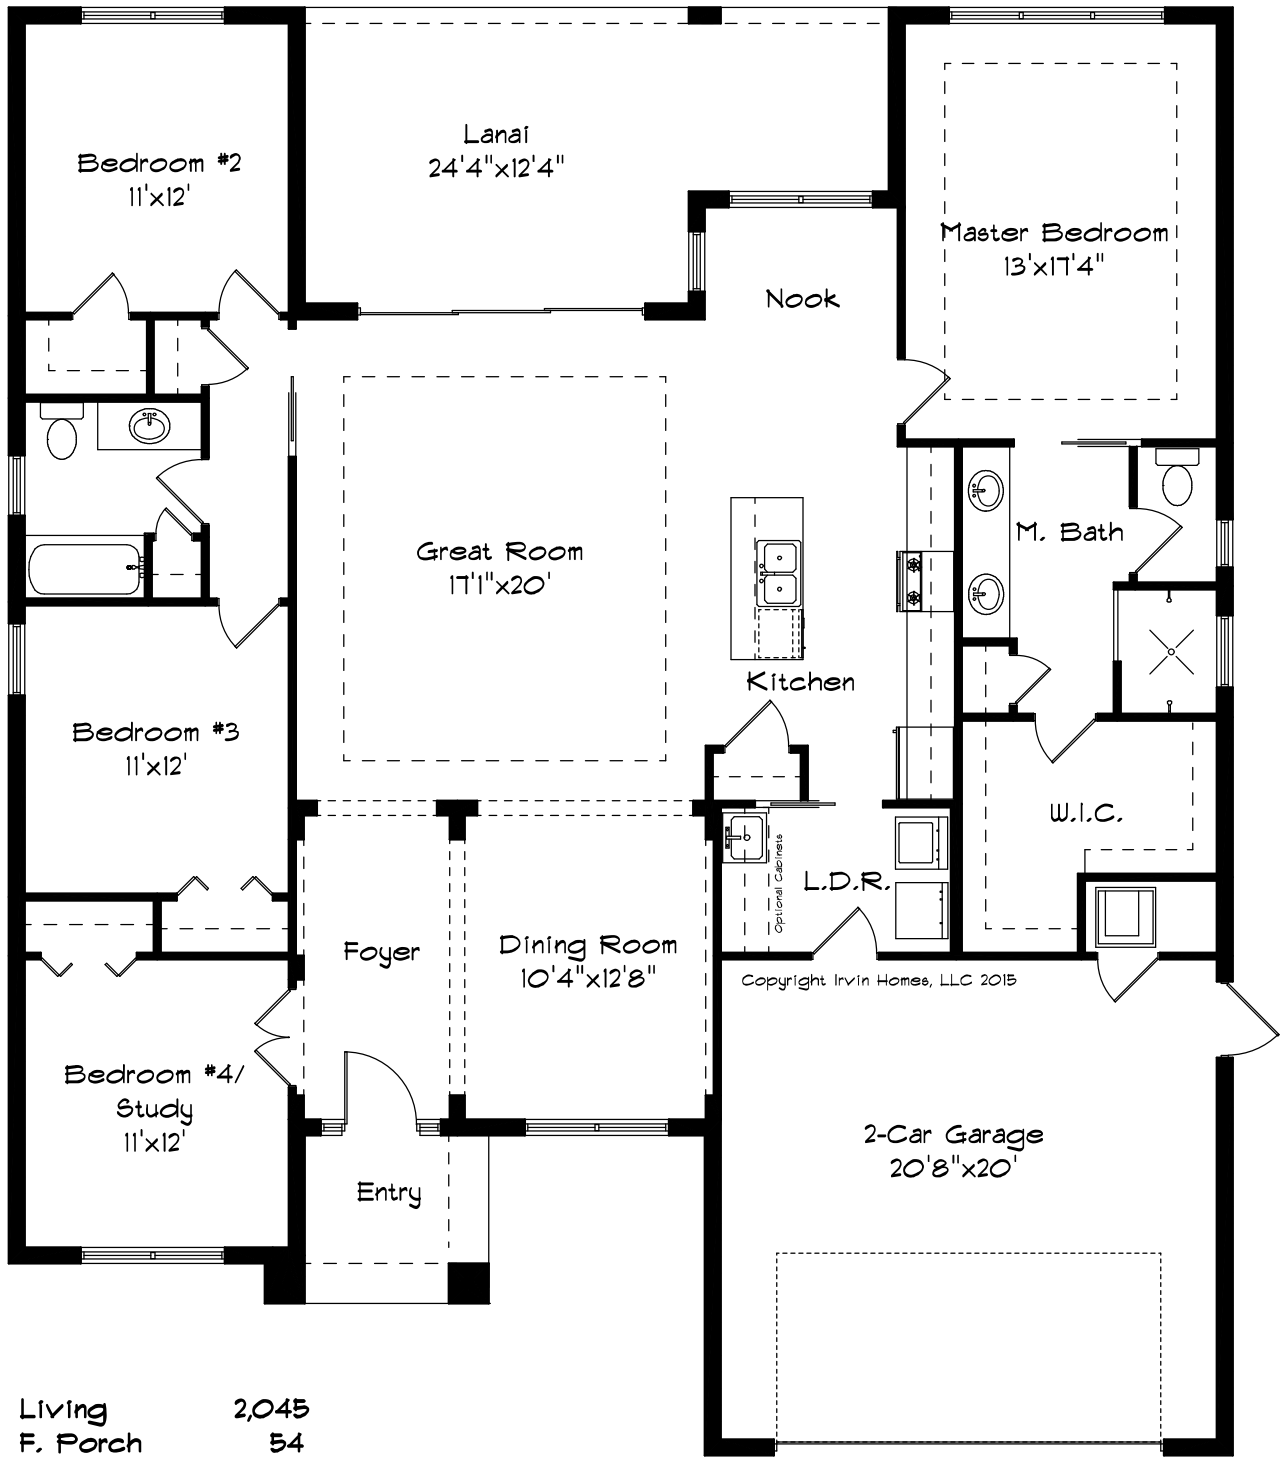 Bedroom #2
11'x12'
Lanai
24'4"x12'4"
Master Bedroom
13'x17'4"
Nook
Great Room
17'1"x20'
M. Bath
Kitchen
Bedroom #3
11'x12'
W.I.C.
Optional Cabinets
L.D.R.
Foyer
Dining Room
10'4"x12'8"
Copyright Irvin Homes, LLC 2015
Bedroom #4/
Study
11'x12'
2-Car Garage
20'8"x20'
Entry
Living 2,045
F. Porch 54